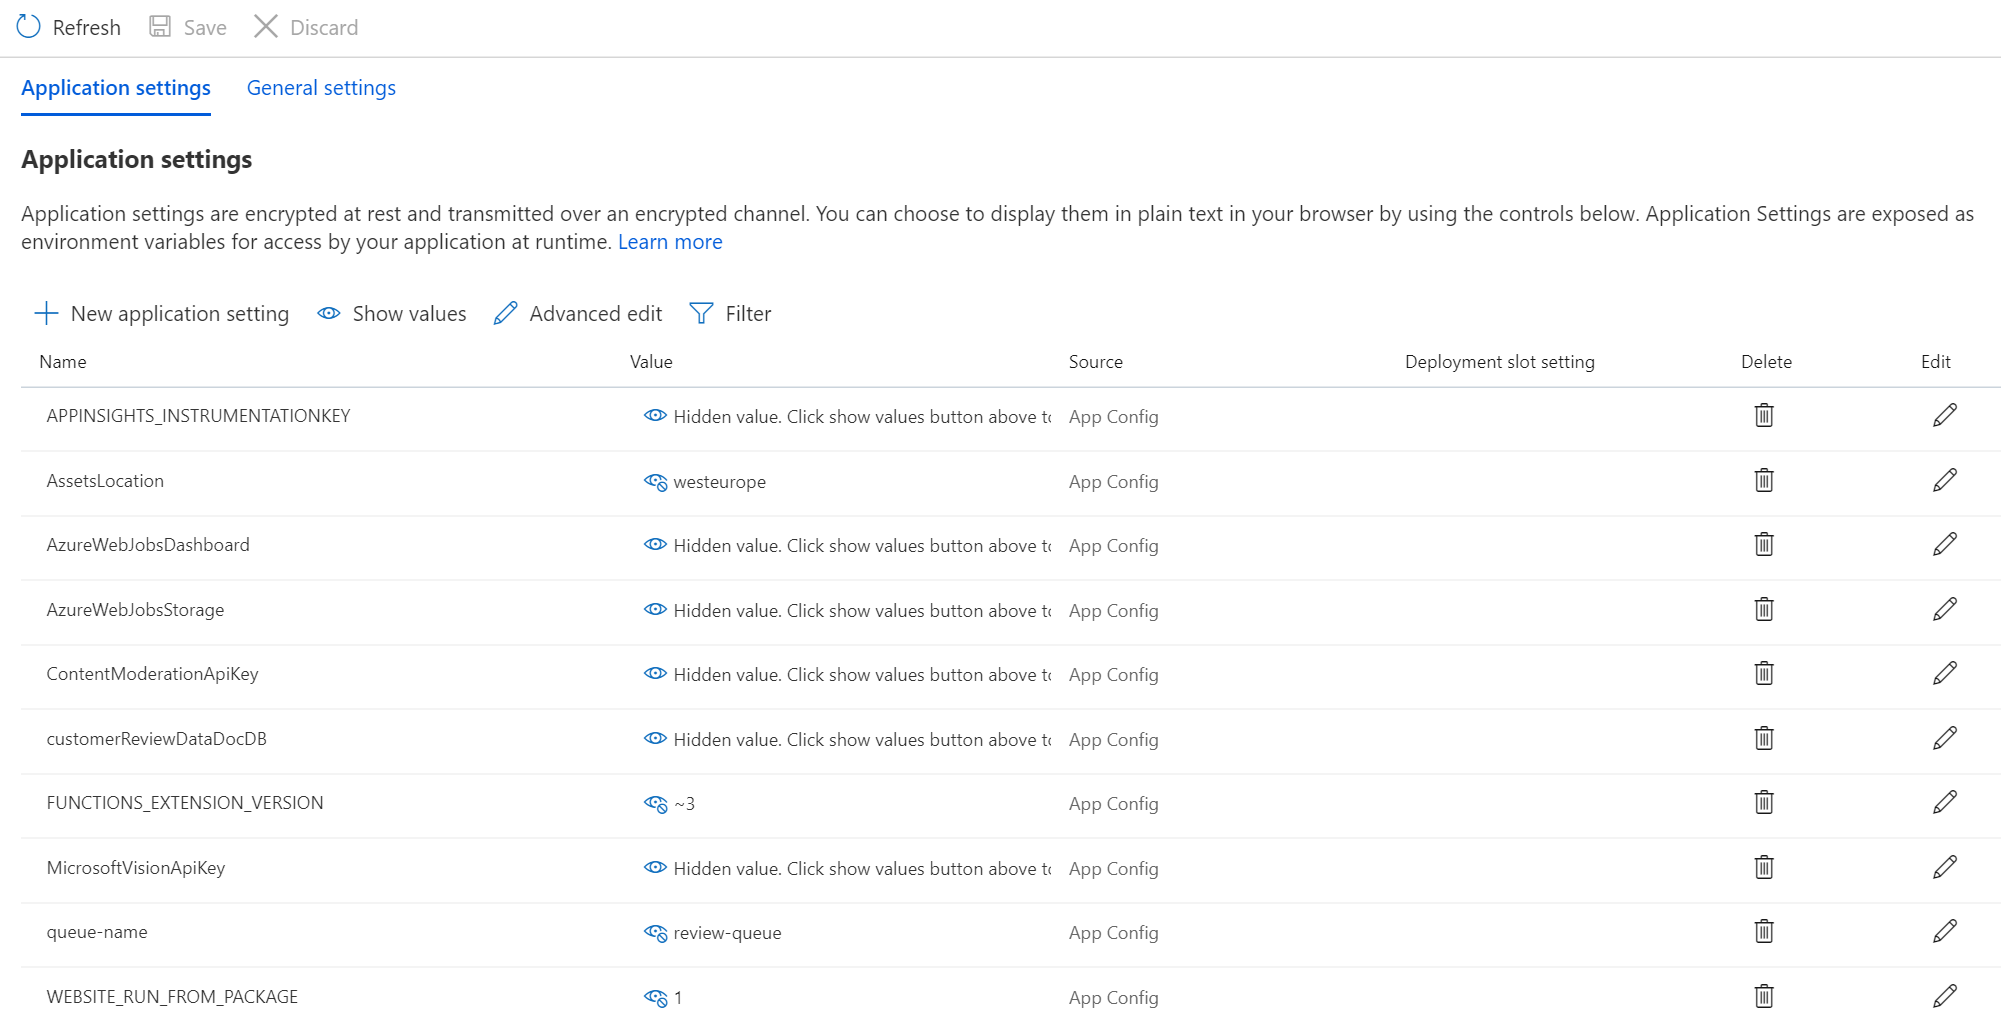 Refresh Save Discard
Application settings General settings
Application settings
Application settings are encrypted at rest and transmitted over an encrypted channel. You can choose to display them in plain text in your browser by using the controls below. Application Settings are exposed as
environment variables for access by your application at runtime. Learn more
New application setting Show values Advanced edit Filter
Name Value Source Deployment slot setting Delete Edit
APPINSIGHTS_INSTRUMENTATIONKEY Hidden value. Click show values button above to App Config
AssetsLocation westeurope App Config
AzureWebJobsDashboard Hidden value. Click show values button above to App Config
AzureWebJobsStorage Hidden value. Click show values button above to App Config
ContentModerationApiKey Hidden value. Click show values button above to App Config
customerReviewDataDocDB Hidden value. Click show values button above to App Config
FUNCTIONS_EXTENSION_VERSION ~3 App Config
MicrosoftVisionApiKey Hidden value. Click show values button above to App Config
queue-name review-queue App Config
WEBSITE_RUN_FROM_PACKAGE 1 App Config